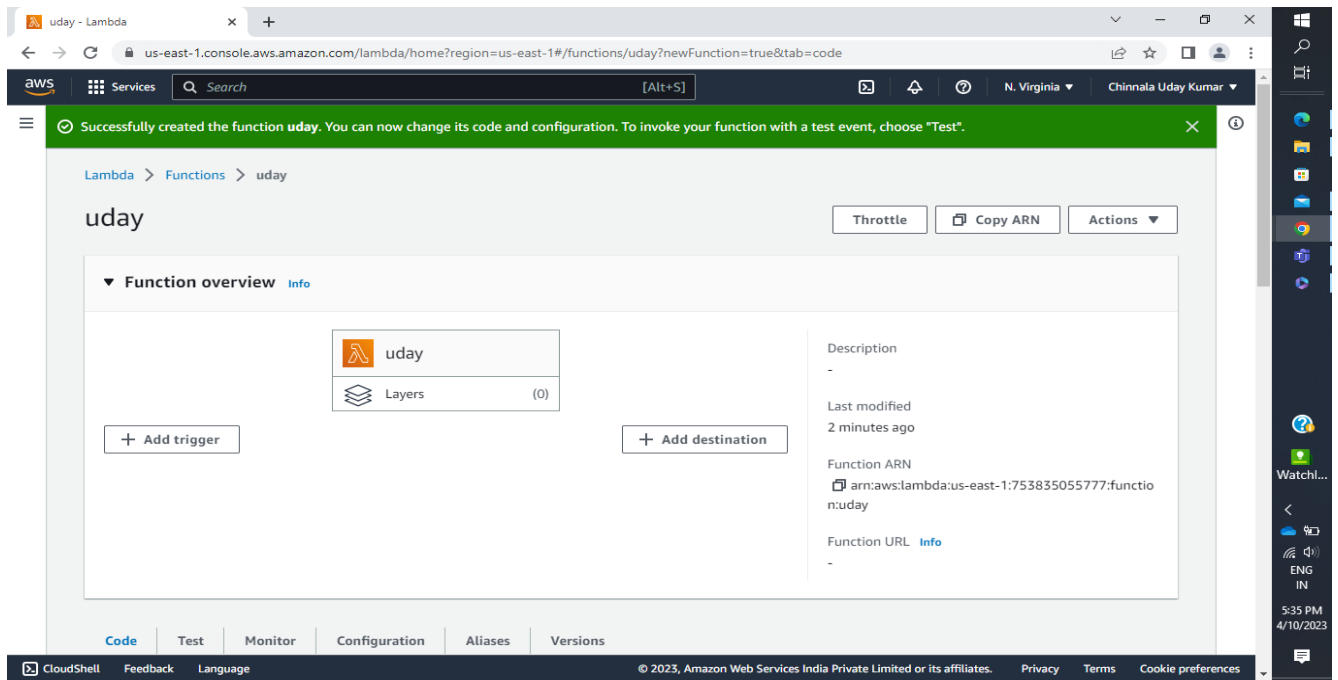 uday - Lambda
us-east-1.console.aws.amazon.com/lambda/home?region=us-east-1#/functions/uday?newFunction=true&tab=code
aws Services Search [Alt+S] N. Virginia Chinnala Uday Kumar
Successfully created the function uday. You can now change its code and configuration. To invoke your function with a test event, choose "Test".
Lambda > Functions > uday
uday
Throttle Copy ARN Actions
Function overview Info
uday
Layers (0)
+ Add trigger
+ Add destination
Description
-
Last modified
2 minutes ago
Function ARN
arn:aws:lambda:us-east-1:753835055777:functio
n:uday
Function URL Info
-
Code Test Monitor Configuration Aliases Versions
CloudShell Feedback Language © 2023, Amazon Web Services India Private Limited or its affiliates. Privacy Terms Cookie preferences
Watchl...
ENG
IN
5:35 PM
4/10/2023